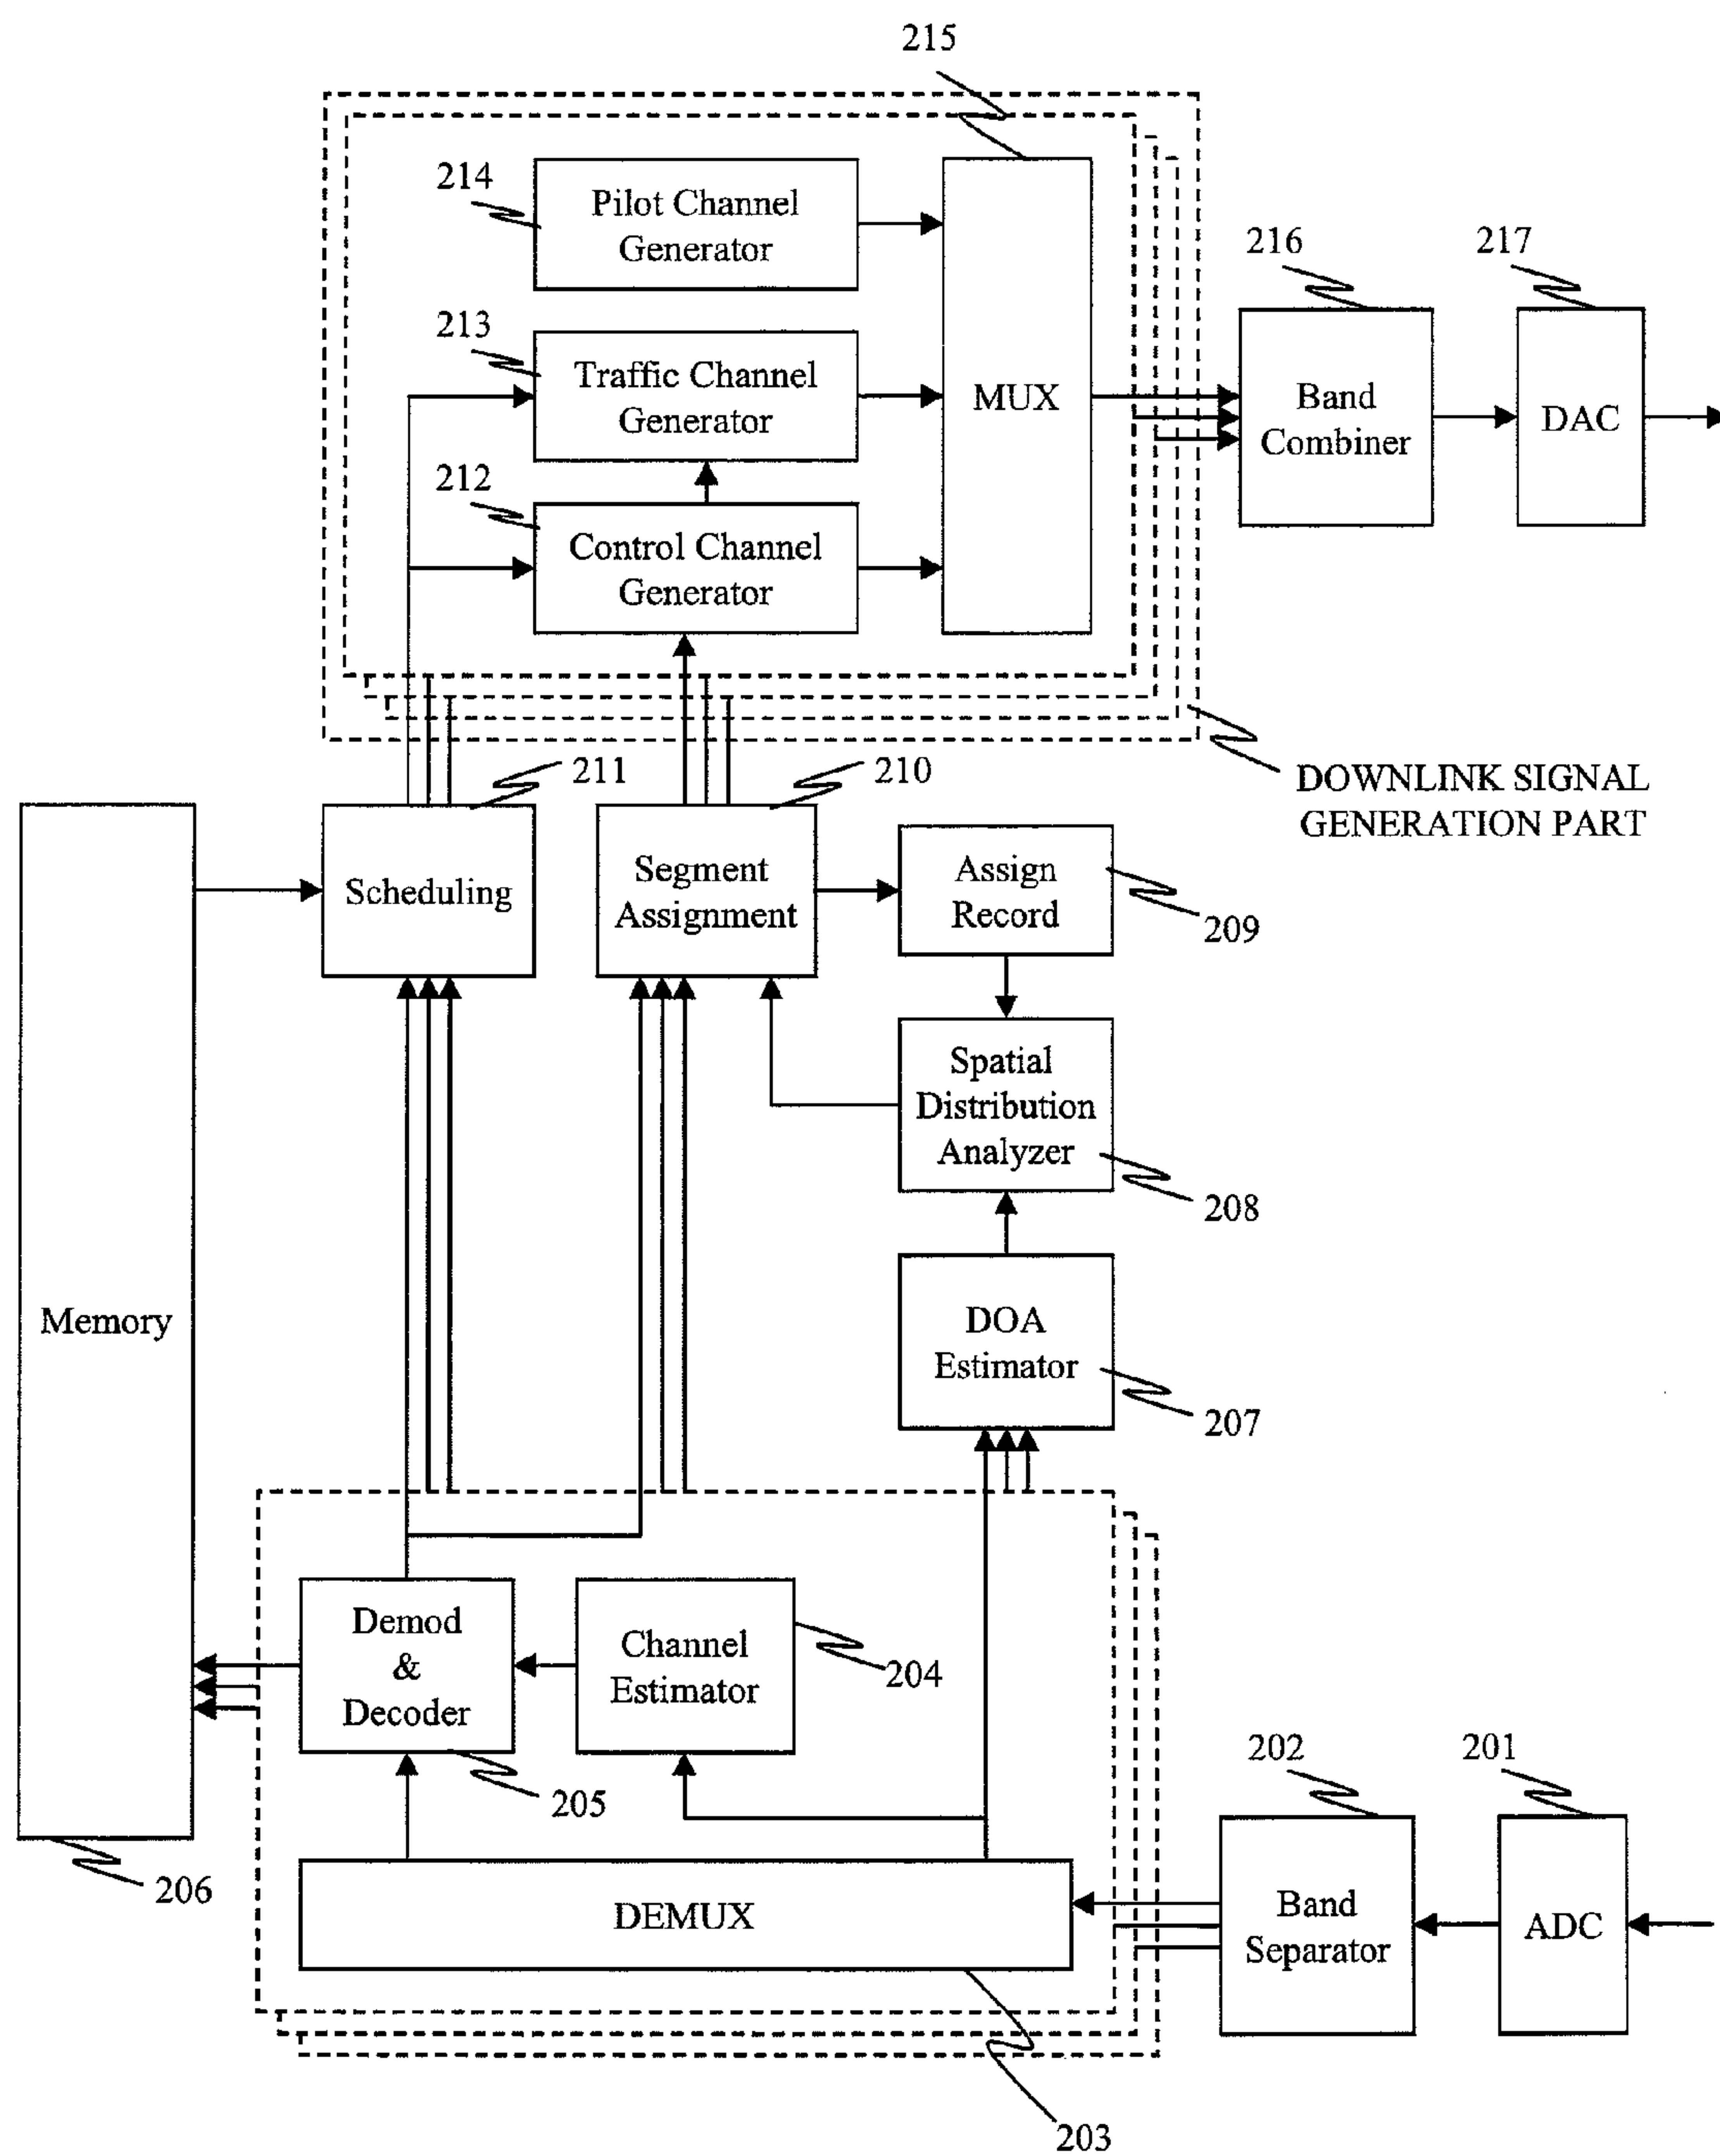 215
214
Pilot Channel
Generator
216
217
213
Traffic Channel
Generator
MUX
Band
Combiner
DAC
212
Control Channel
Generator
211
210
DOWNLINK SIGNAL
GENERATION PART
Scheduling
Segment
Assignment
Assign
Record
209
Spatial
Distribution
Analyzer
208
Memory
DOA
Estimator
207
Demod
&
Decoder
Channel
Estimator
204
205
202
201
206
DEMUX
Band
Separator
ADC
203